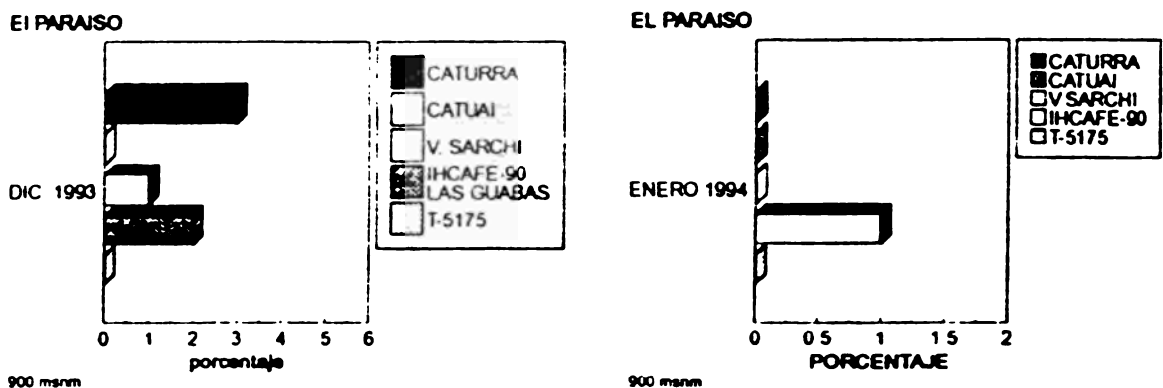 El PARAISO
CATURRA
CATUAI
V. SARCHI
IHCAFE-90
LAS GUABAS
T-5175
DIC 1993
0 1 2 3 4 5 6
porcentaje
900 msnm
EL PARAISO
CATURRA
CATUAI
V SARCHI
IHCAFE-90
T-5175
ENERO 1994
0 0 5 1 1 5 2
PORCENTAJE
900 msnm